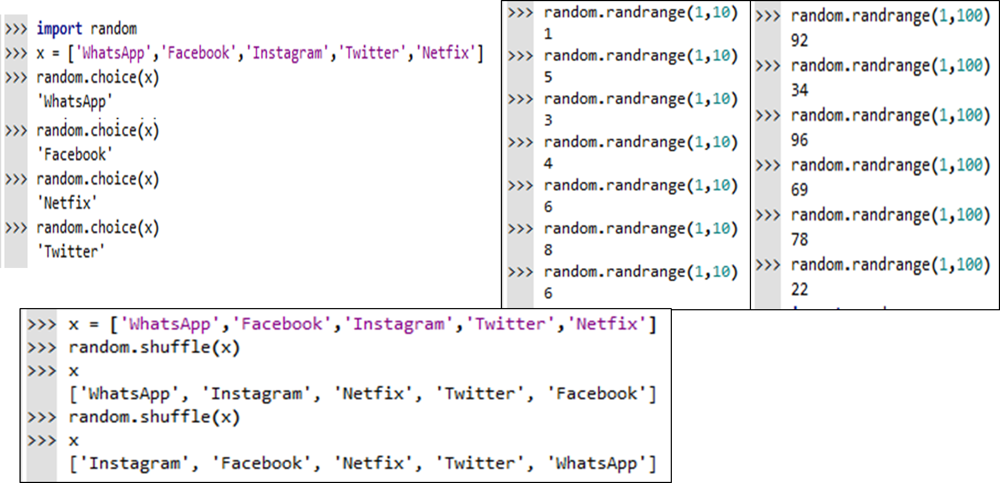 >>> import random
>>> x = ['WhatsApp','Facebook','Instagram','Twitter','Netfix']
>>> random.choice(x)
'WhatsApp'
>>> random.choice(x)
'Facebook'
>>> random.choice(x)
'Netfix'
>>> random.choice(x)
'Twitter'
>>> random.randrange(1,10)
1
>>> random.randrange(1,10)
5
>>> random.randrange(1,10)
3
>>> random.randrange(1,10)
4
>>> random.randrange(1,10)
6
>>> random.randrange(1,10)
8
>>> random.randrange(1,10)
6
>>> random.randrange(1,100)
92
>>> random.randrange(1,100)
34
>>> random.randrange(1,100)
96
>>> random.randrange(1,100)
69
>>> random.randrange(1,100)
78
>>> random.randrange(1,100)
22
>>> x = ['WhatsApp','Facebook','Instagram','Twitter','Netfix']
>>> random.shuffle(x)
>>> x
['WhatsApp', 'Instagram', 'Netfix', 'Twitter', 'Facebook']
>>> random.shuffle(x)
>>> x
['Instagram', 'Facebook', 'Netfix', 'Twitter', 'WhatsApp']